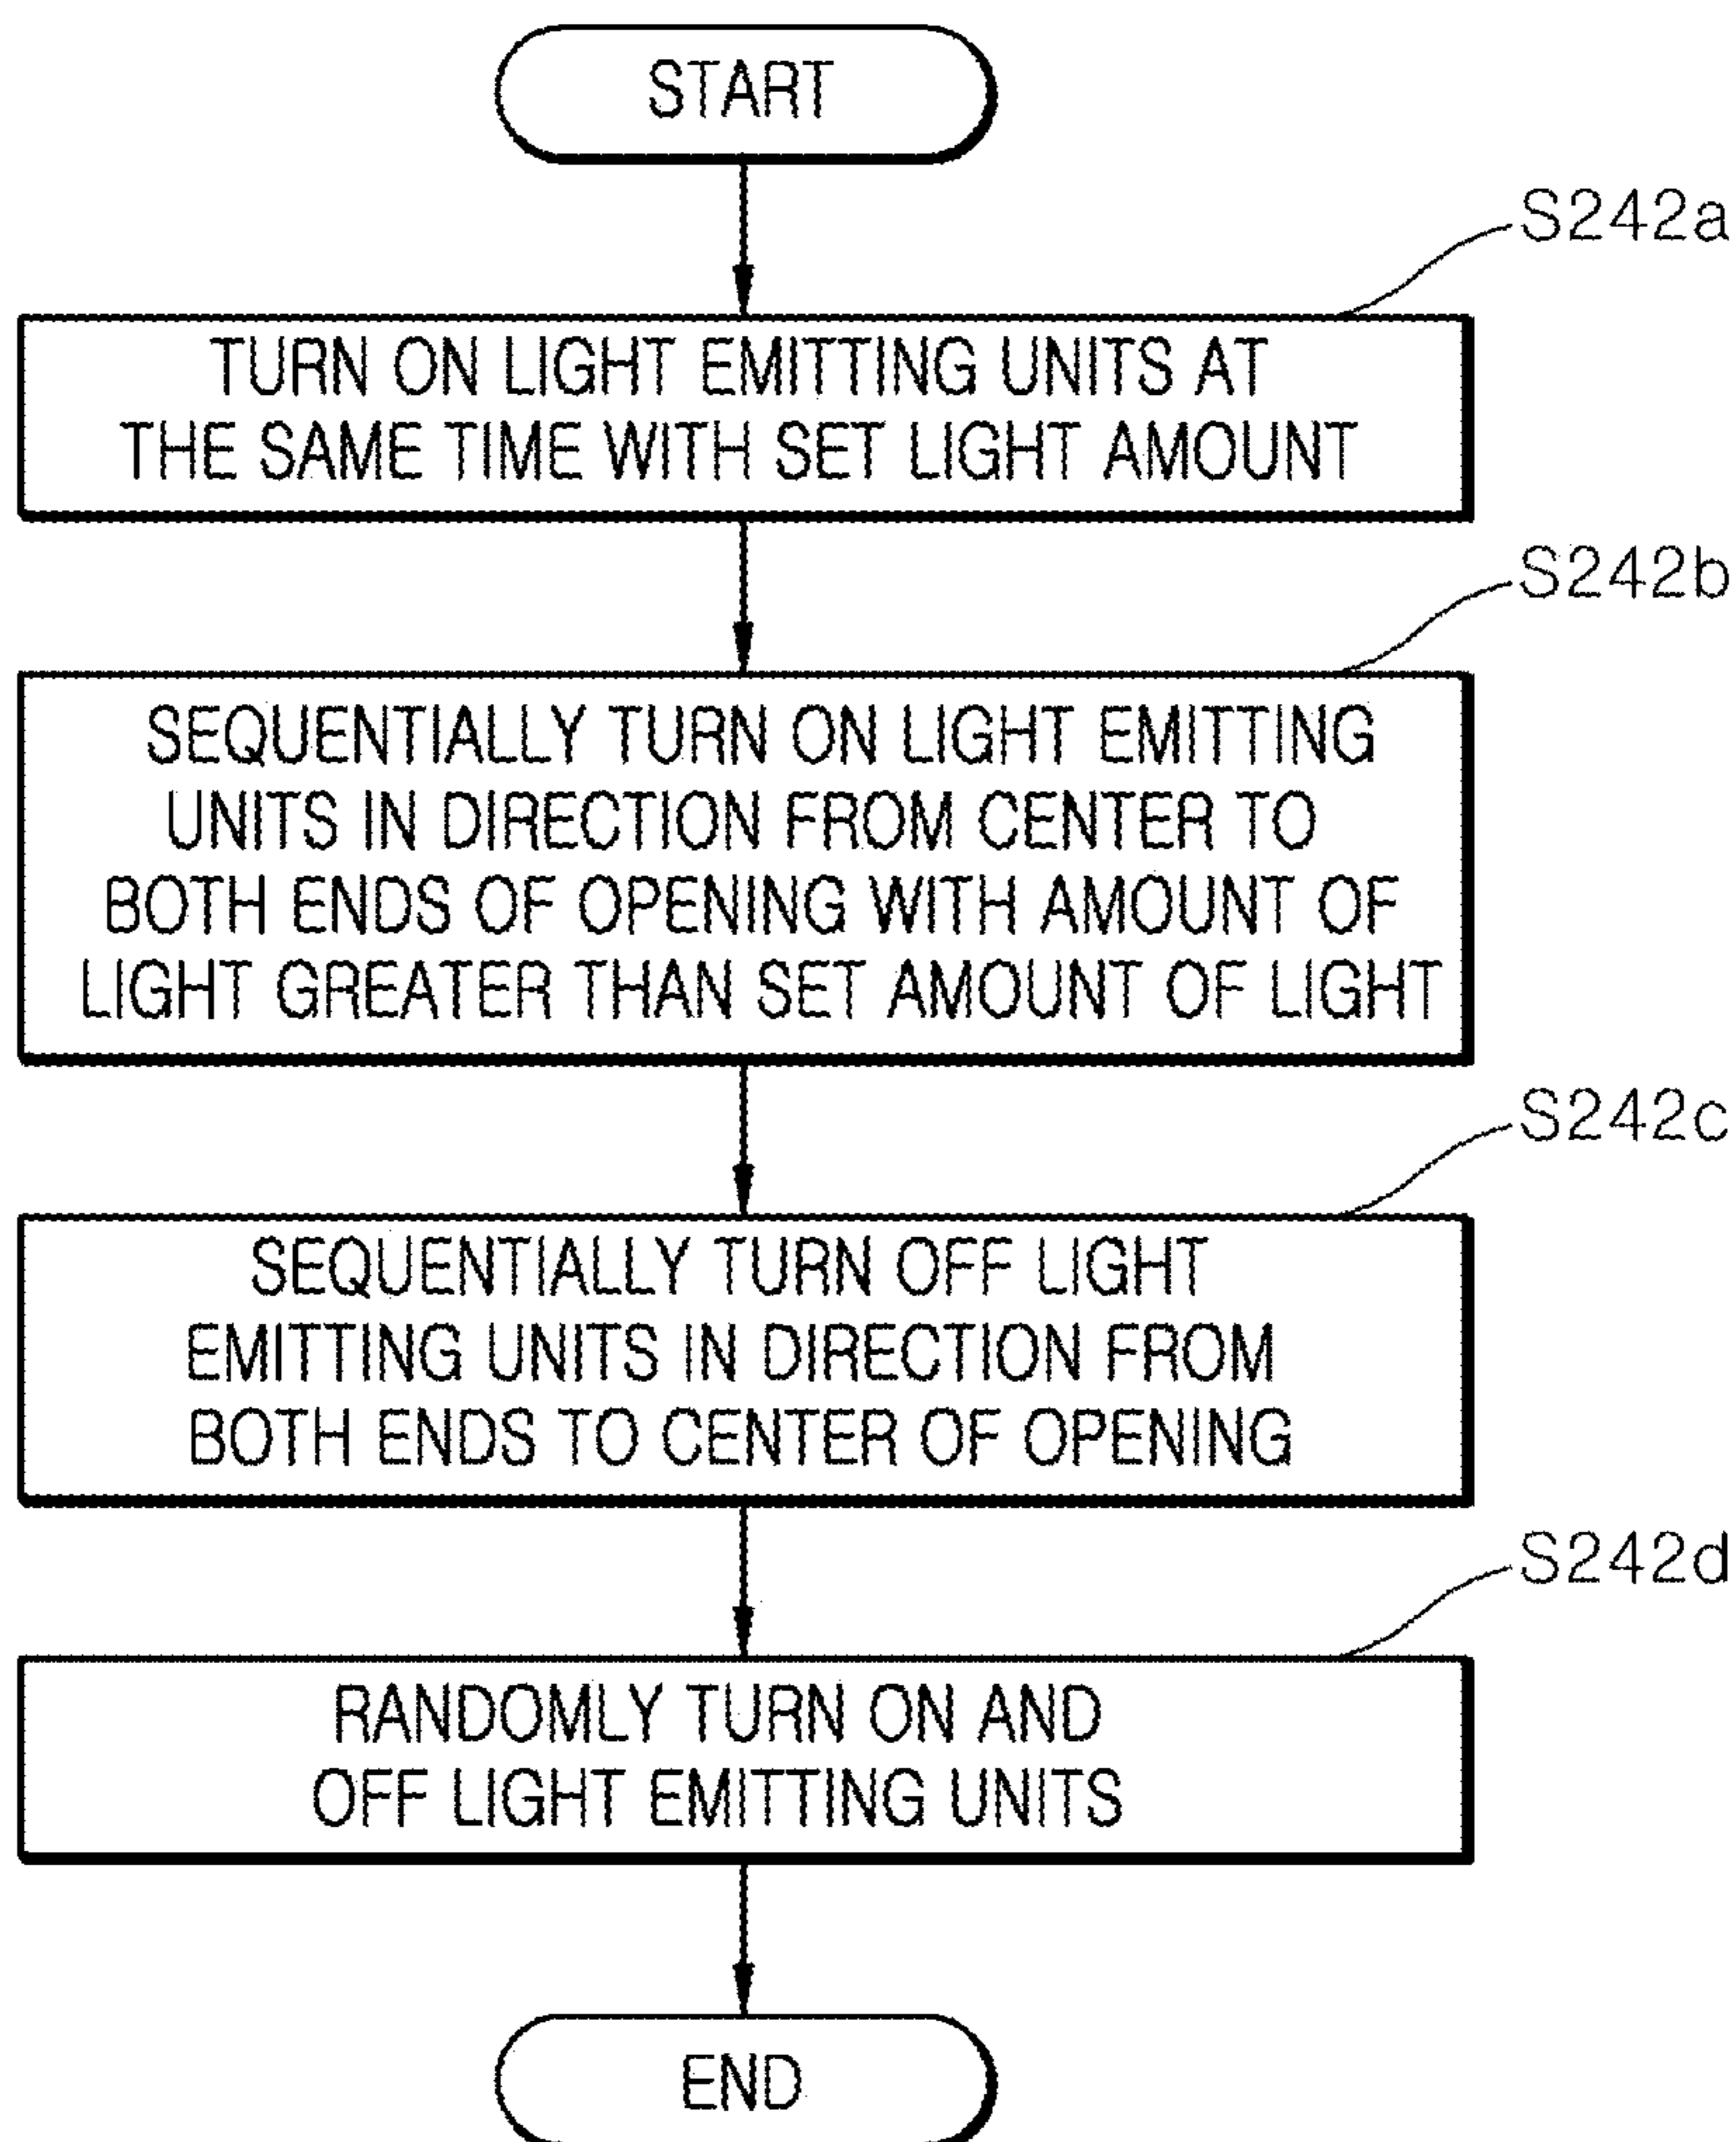 START
S242a
TURN ON LIGHT EMITTING UNITS AT
THE SAME TIME WITH SET LIGHT AMOUNT
S242b
SEQUENTIALLY TURN ON LIGHT EMITTING
UNITS IN DIRECTION FROM CENTER TO
BOTH ENDS OF OPENING WITH AMOUNT OF
LIGHT GREATER THAN SET AMOUNT OF LIGHT
S242c
SEQUENTIALLY TURN OFF LIGHT
EMITTING UNITS IN DIRECTION FROM
BOTH ENDS TO CENTER OF OPENING
S242d
RANDOMLY TURN ON AND
OFF LIGHT EMITTING UNITS
END